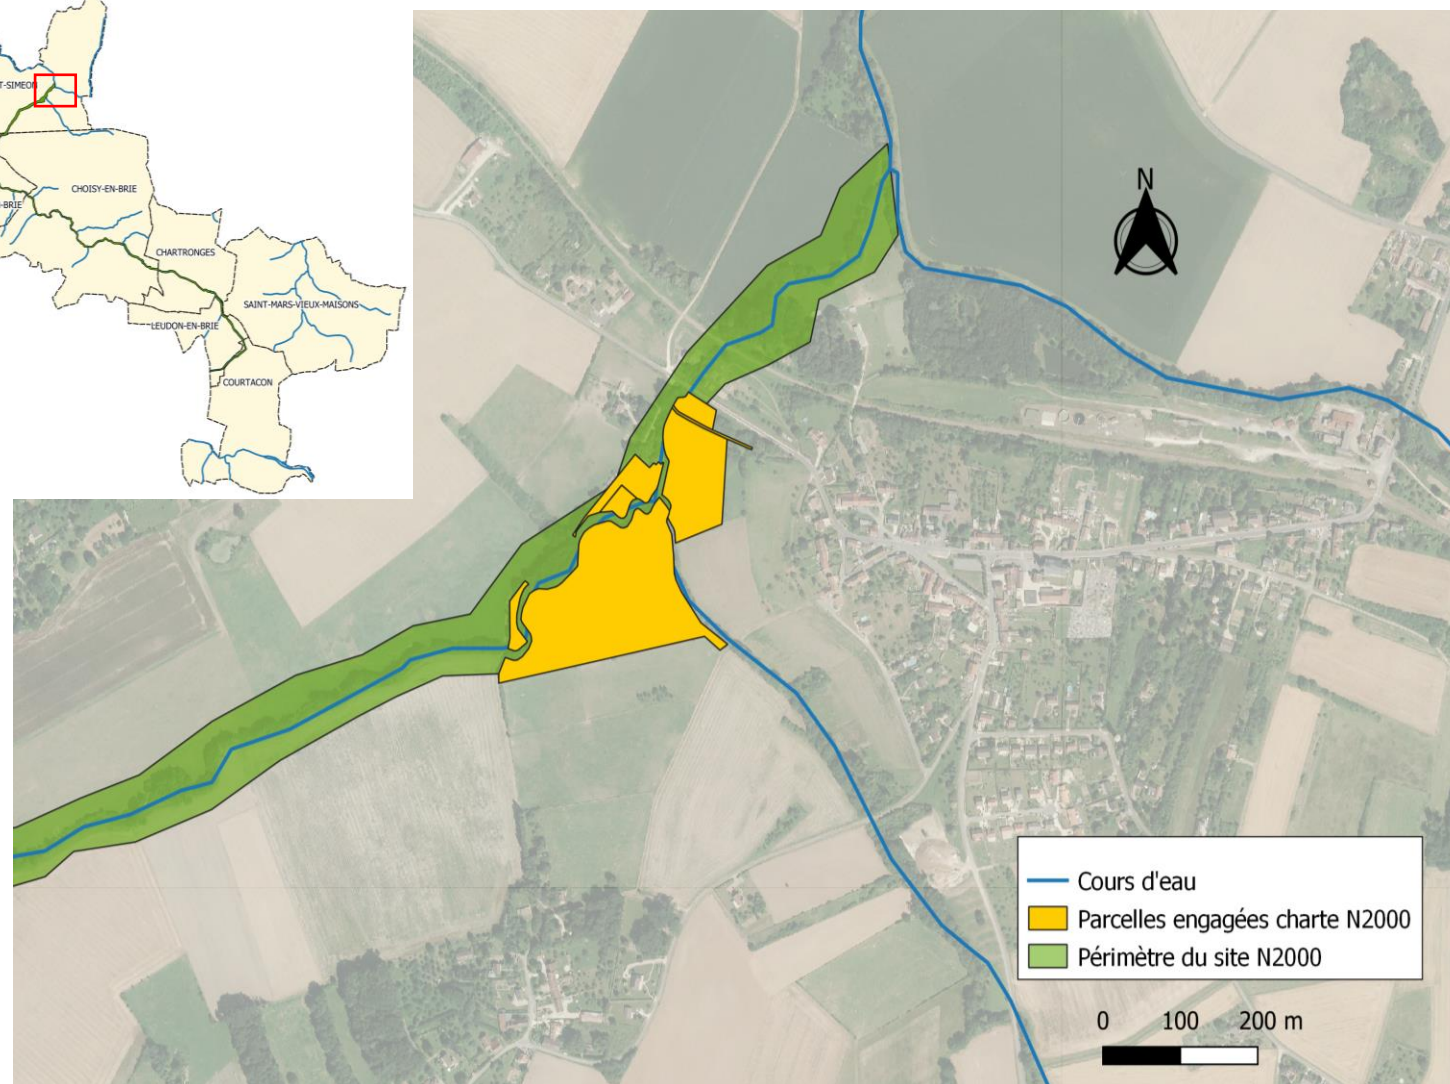 T-SIMEON
CHOISY-EN-BRIE
-BRIE
CHARTRONGES
SAINT-MARS-VIEUX-MAISONS
LEUDON-EN-BRIE
COURTACON
N
Cours d'eau
Parcelles engagées charte N2000
Périmètre du site N2000
0 100 200 m